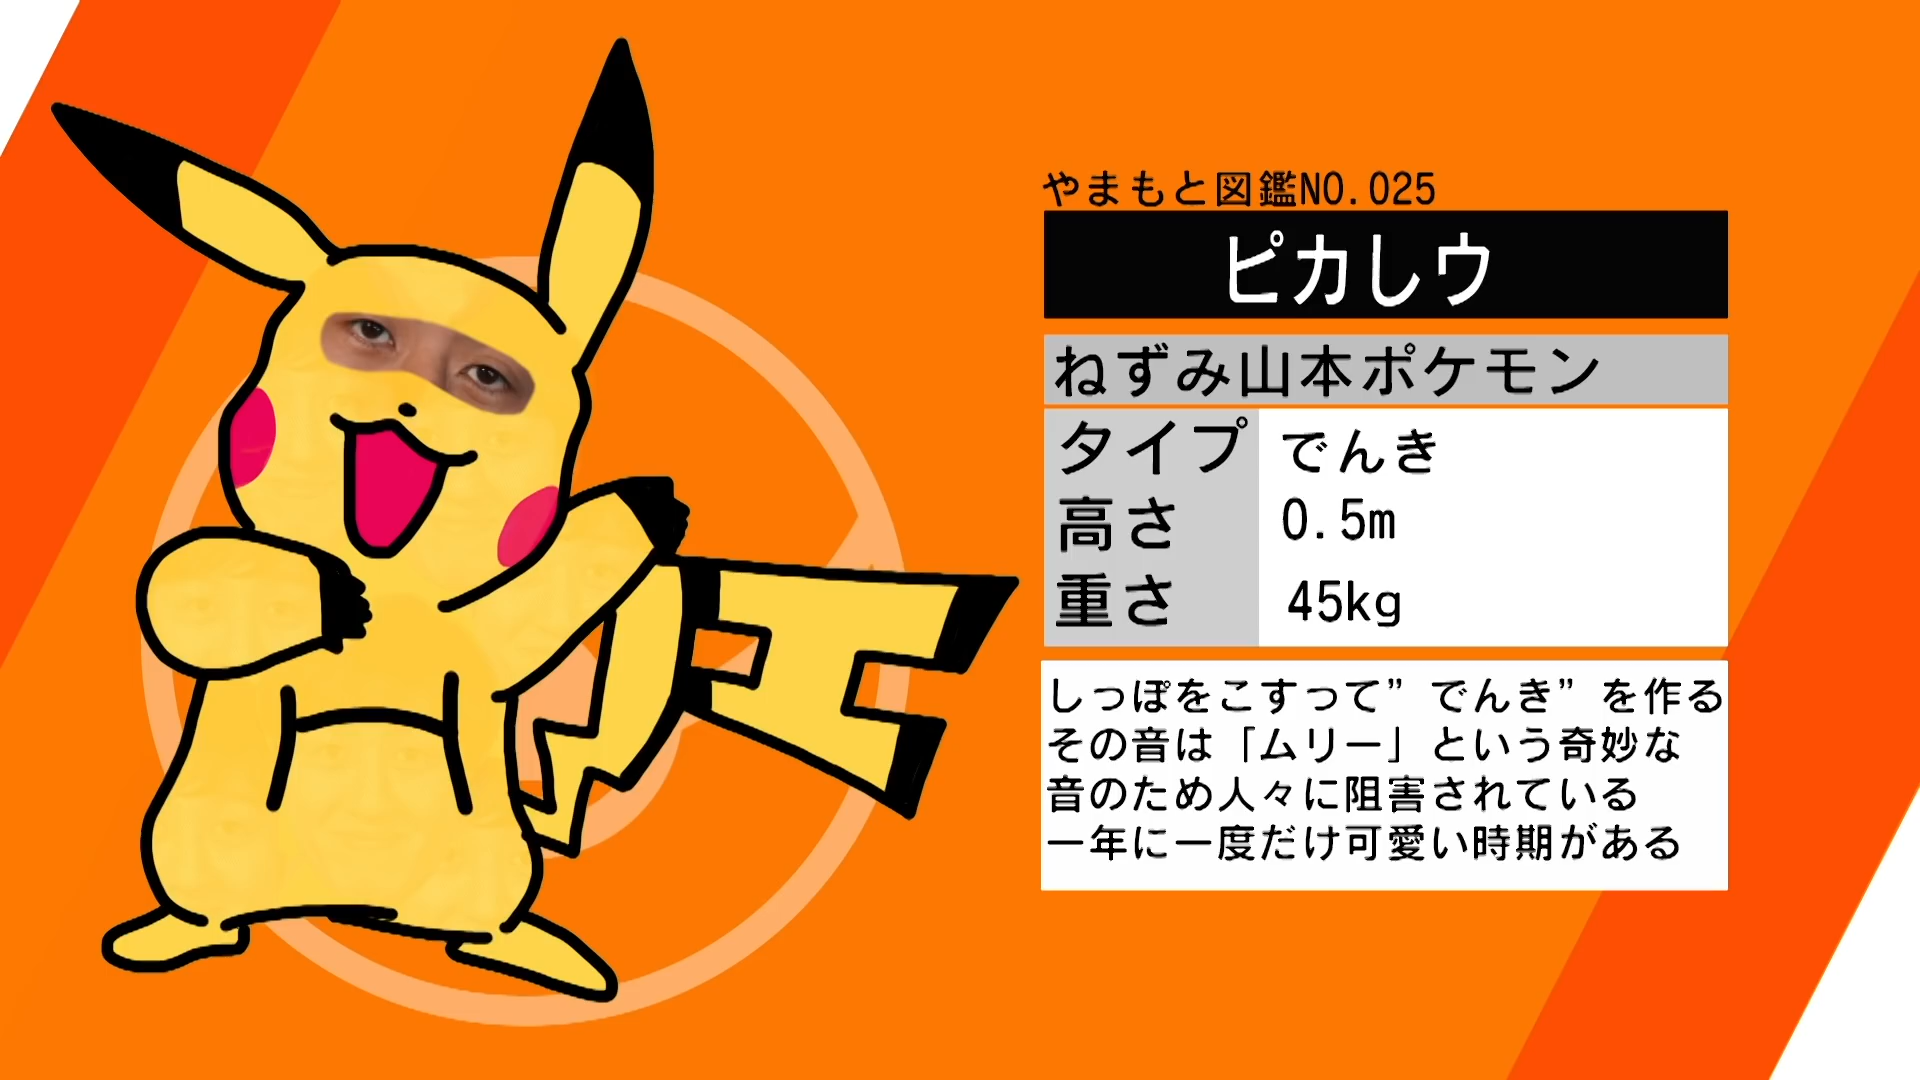 やまもと図鑑NO.025
ピカしウ
ねずみ山本ポケモン
タイプ でんき
高さ 0.5m
重さ 45kg
しっぽをこすって”でんき”を作る
その音は「ムリー」という奇妙な
音のため人々に阻害されている
一年に一度だけ可愛い時期がある